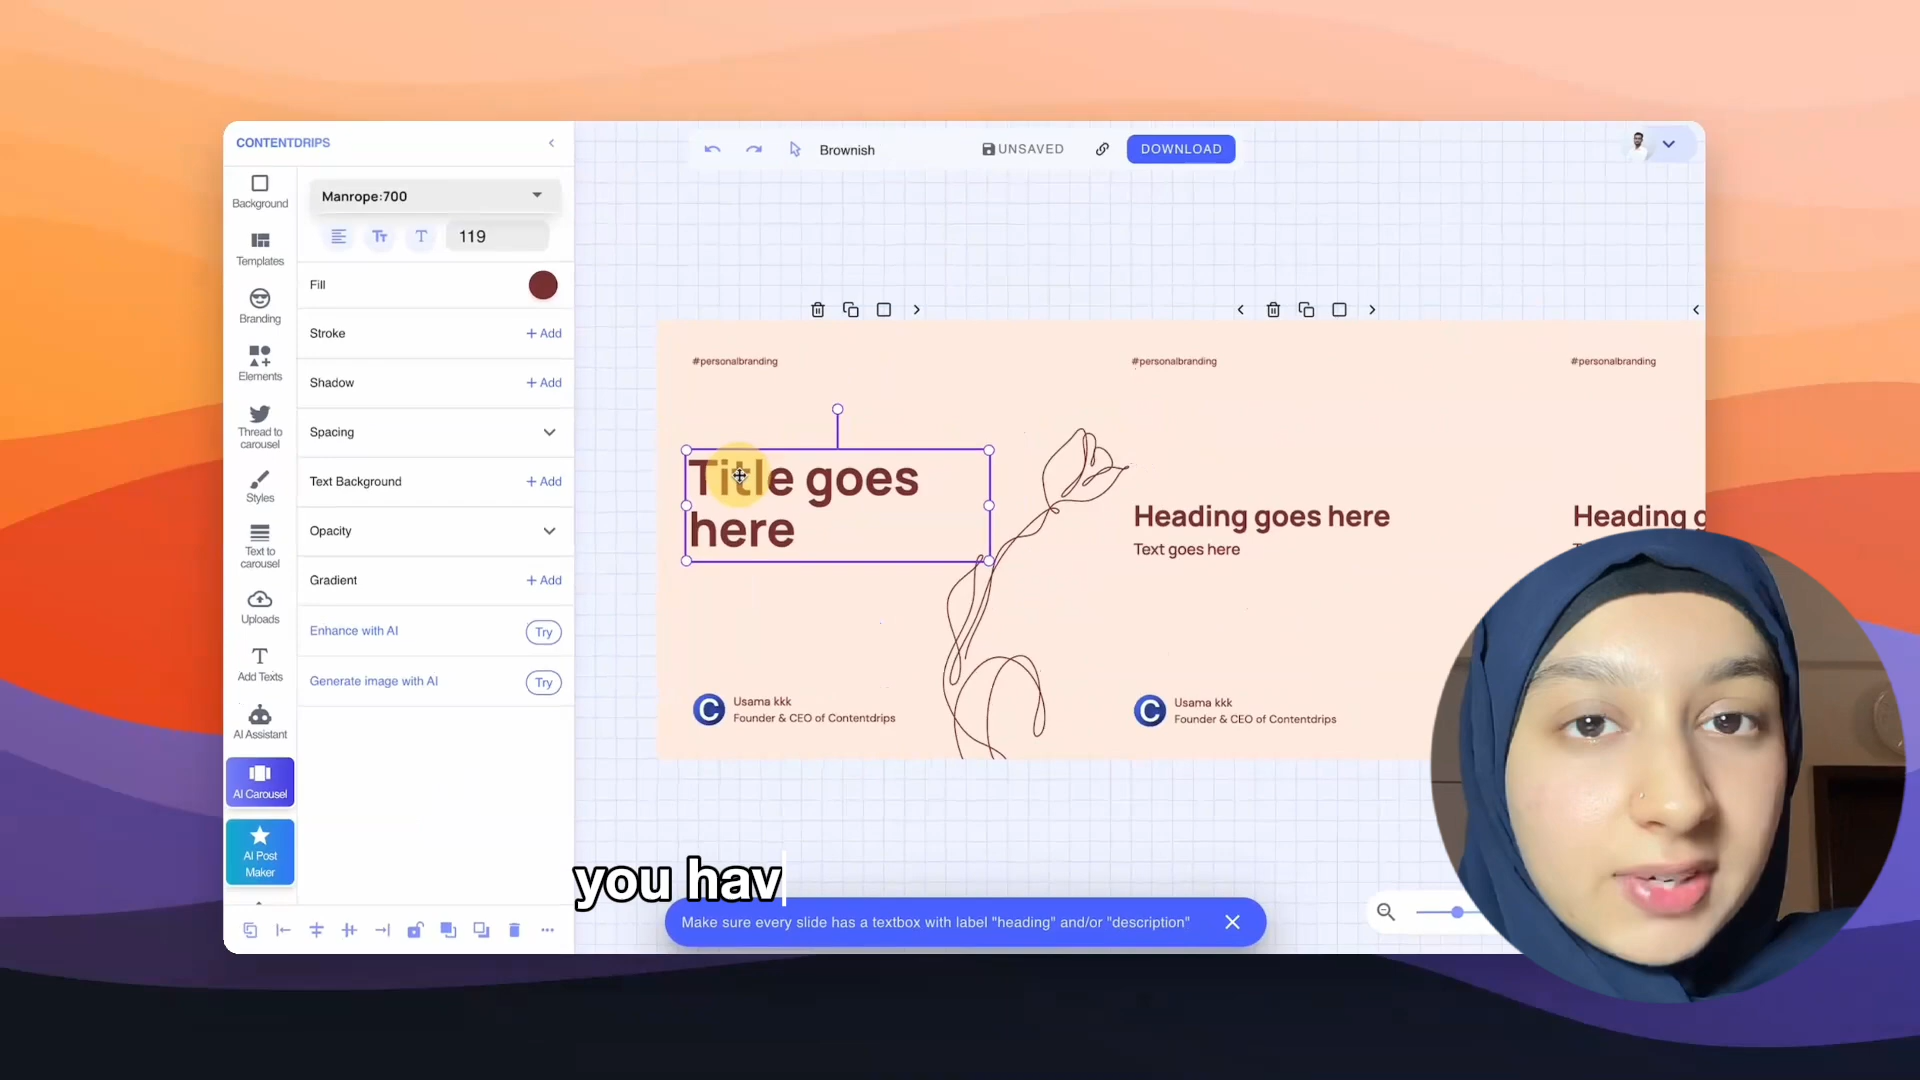 CONTENTDRIPS
Brownish
UNSAVED
DOWNLOAD
Background
Templates
Branding
Elements
Thread to
carousel
Styles
Text to
carousel
Uploads
Add Texts
AI Assistant
AI Carousel
AI Post
Maker
Manrope:700
Tт
T
119
Fill
Stroke
+ Add
Shadow
+ Add
Spacing
Text Background
+ Add
Opacity
Gradient
+ Add
Enhance with AI
Try
Generate image with AI
Try
#personalbranding
Title goes
here
Usama kkk
Founder & CEO of Contentdrips
#personalbranding
Heading goes here
Text goes here
Usama kkk
Founder & CEO of Contentdrips
#personalbranding
Heading g
you hav
Make sure every slide has a textbox with label "heading" and/or "description"